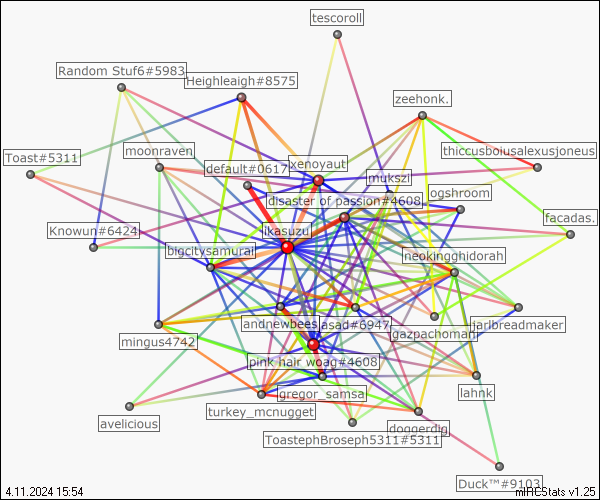 tescoroll
Random Stuf6#5983
Heighleaigh#8575
zeehonk.
Toast#5311
moonraven
thiccusbousalexusjoneus
default#0617
xenoyaut
mukszi
ogshroom
disaster of passion#4608
facadas.
Knowun#6424
ikasuzu
bigcitysamurai
neokingghidorah
andnewbees
asad#6947
gazpachoman
jarlbreadmaker
mingus4742
pink hair woag#4608
gregor_samsa
lahnk
turkey_mcnugget
avelicious
doggerdig
ToastephBroseph5311#5311
Duck™#9103
4.11.2024 15:54
mIRCStats v1.25